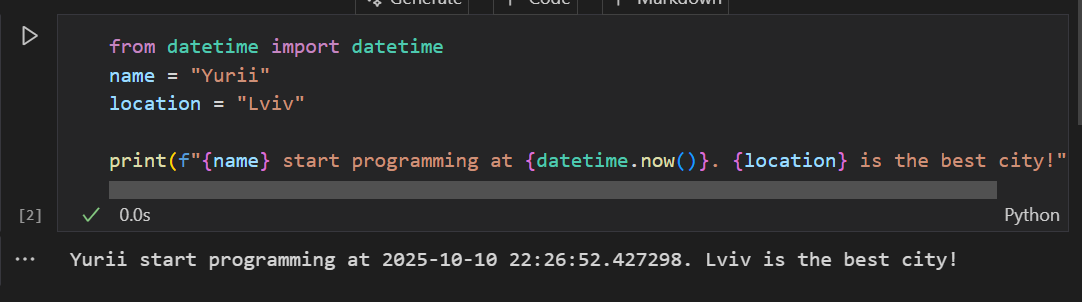 Generate Code Markdown
from datetime import datetime
name = "Yurii"
location = "Lviv"
print(f"{name} start programming at {datetime.now()}. {location} is the best city!"
[2] 0.0s Python
Yurii start programming at 2025-10-10 22:26:52.427298. Lviv is the best city!